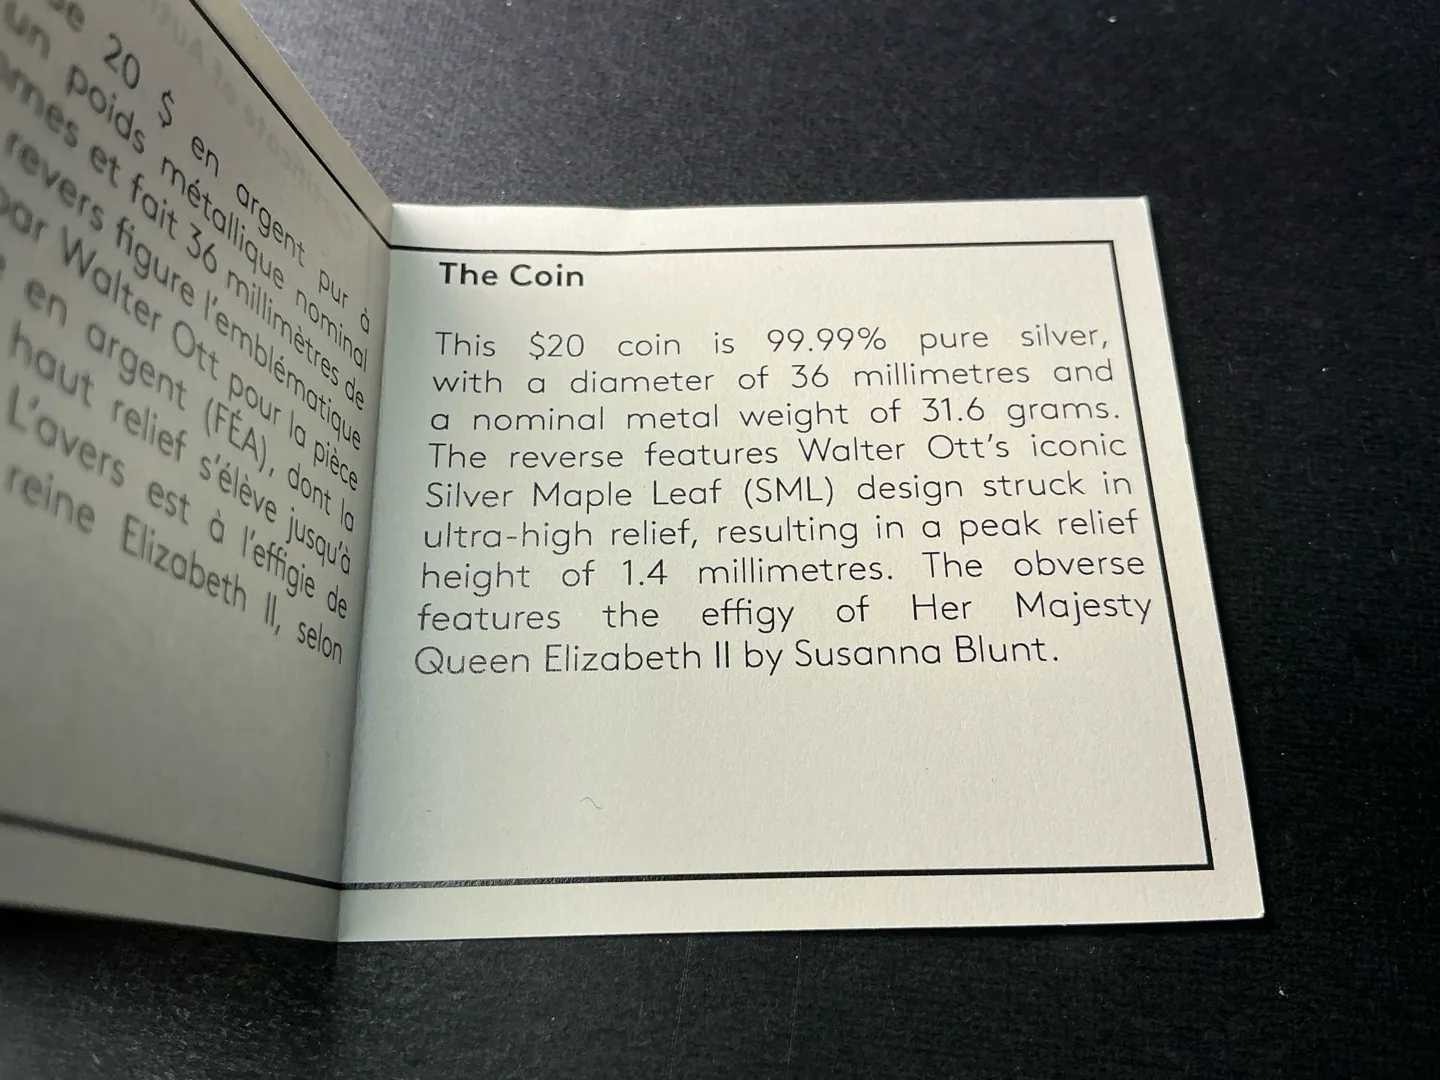 20 $ en argent pur à
un poids métallique nominal
et fait 36 millimètres de
revers figure l'emblématique
par Walter Ott pour la pièce
en argent (FÉA), dont la
haut relief s'élève jusqu'à
L'avers est à l'effigie de
reine Elizabeth II, selon
The Coin
This $20 coin is 99.99% pure silver,
with a diameter of 36 millimetres and
a nominal metal weight of 31.6 grams.
The reverse features Walter Ott's iconic
Silver Maple Leaf (SML) design struck in
ultra-high relief, resulting in a peak relief
height of 1.4 millimetres. The obverse
features the effigy of Her Majesty
Queen Elizabeth II by Susanna Blunt.